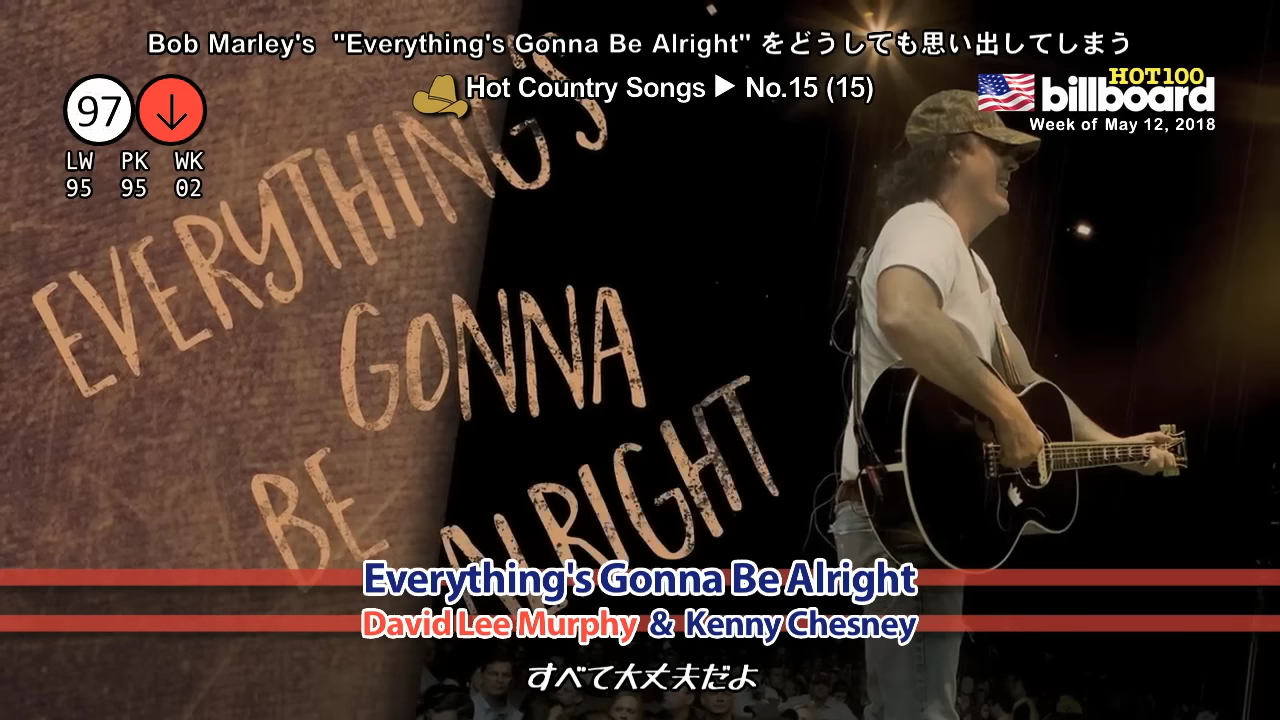 Bob Marley's "Everything's Gonna Be Alright" をどうしても思い出してしまう
Hot Country Songs ▶ No.15 (15)
HOT100
billboard
Week of May 12, 2018
97 ↓
LW PK WK
95 95 02
EVERYTHING'S
GONNA
BE ALRIGHT
Everything's Gonna Be Alright
David Lee Murphy & Kenny Chesney
すべて大丈夫だよ